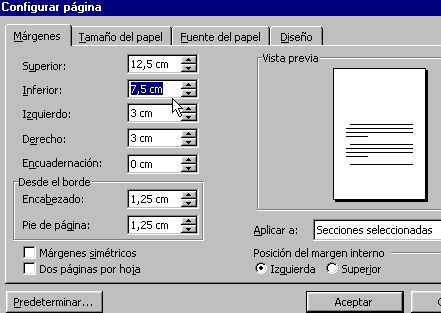 Configurar página
Márgenes Tamaño del papel Fuente del papel Diseño
Superior: 12,5 cm
Inferior: 7,5 cm
Izquierdo: 3 cm
Derecho: 3 cm
Encuadernación: 0 cm
Desde el borde
Encabezado: 1,25 cm
Pie de página: 1,25 cm
Márgenes simétricos
Dos páginas por hoja
Vista previa
Aplicar a: Secciones seleccionadas
Posición del margen interno
Izquierda Superior
Predeterminar... Aceptar